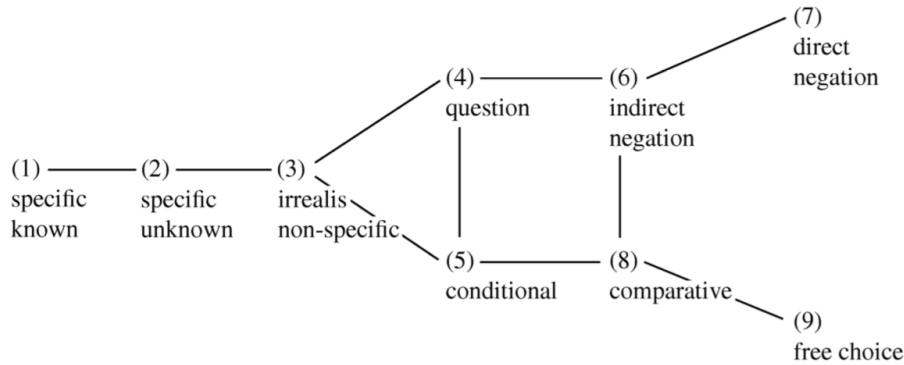 (7)
direct
negation
(4)
question
(6)
indirect
negation
(1)
specific
known
(2)
specific
unknown
(3)
irrealis
non-specific
(5)
conditional
(8)
comparative
(9)
free choice